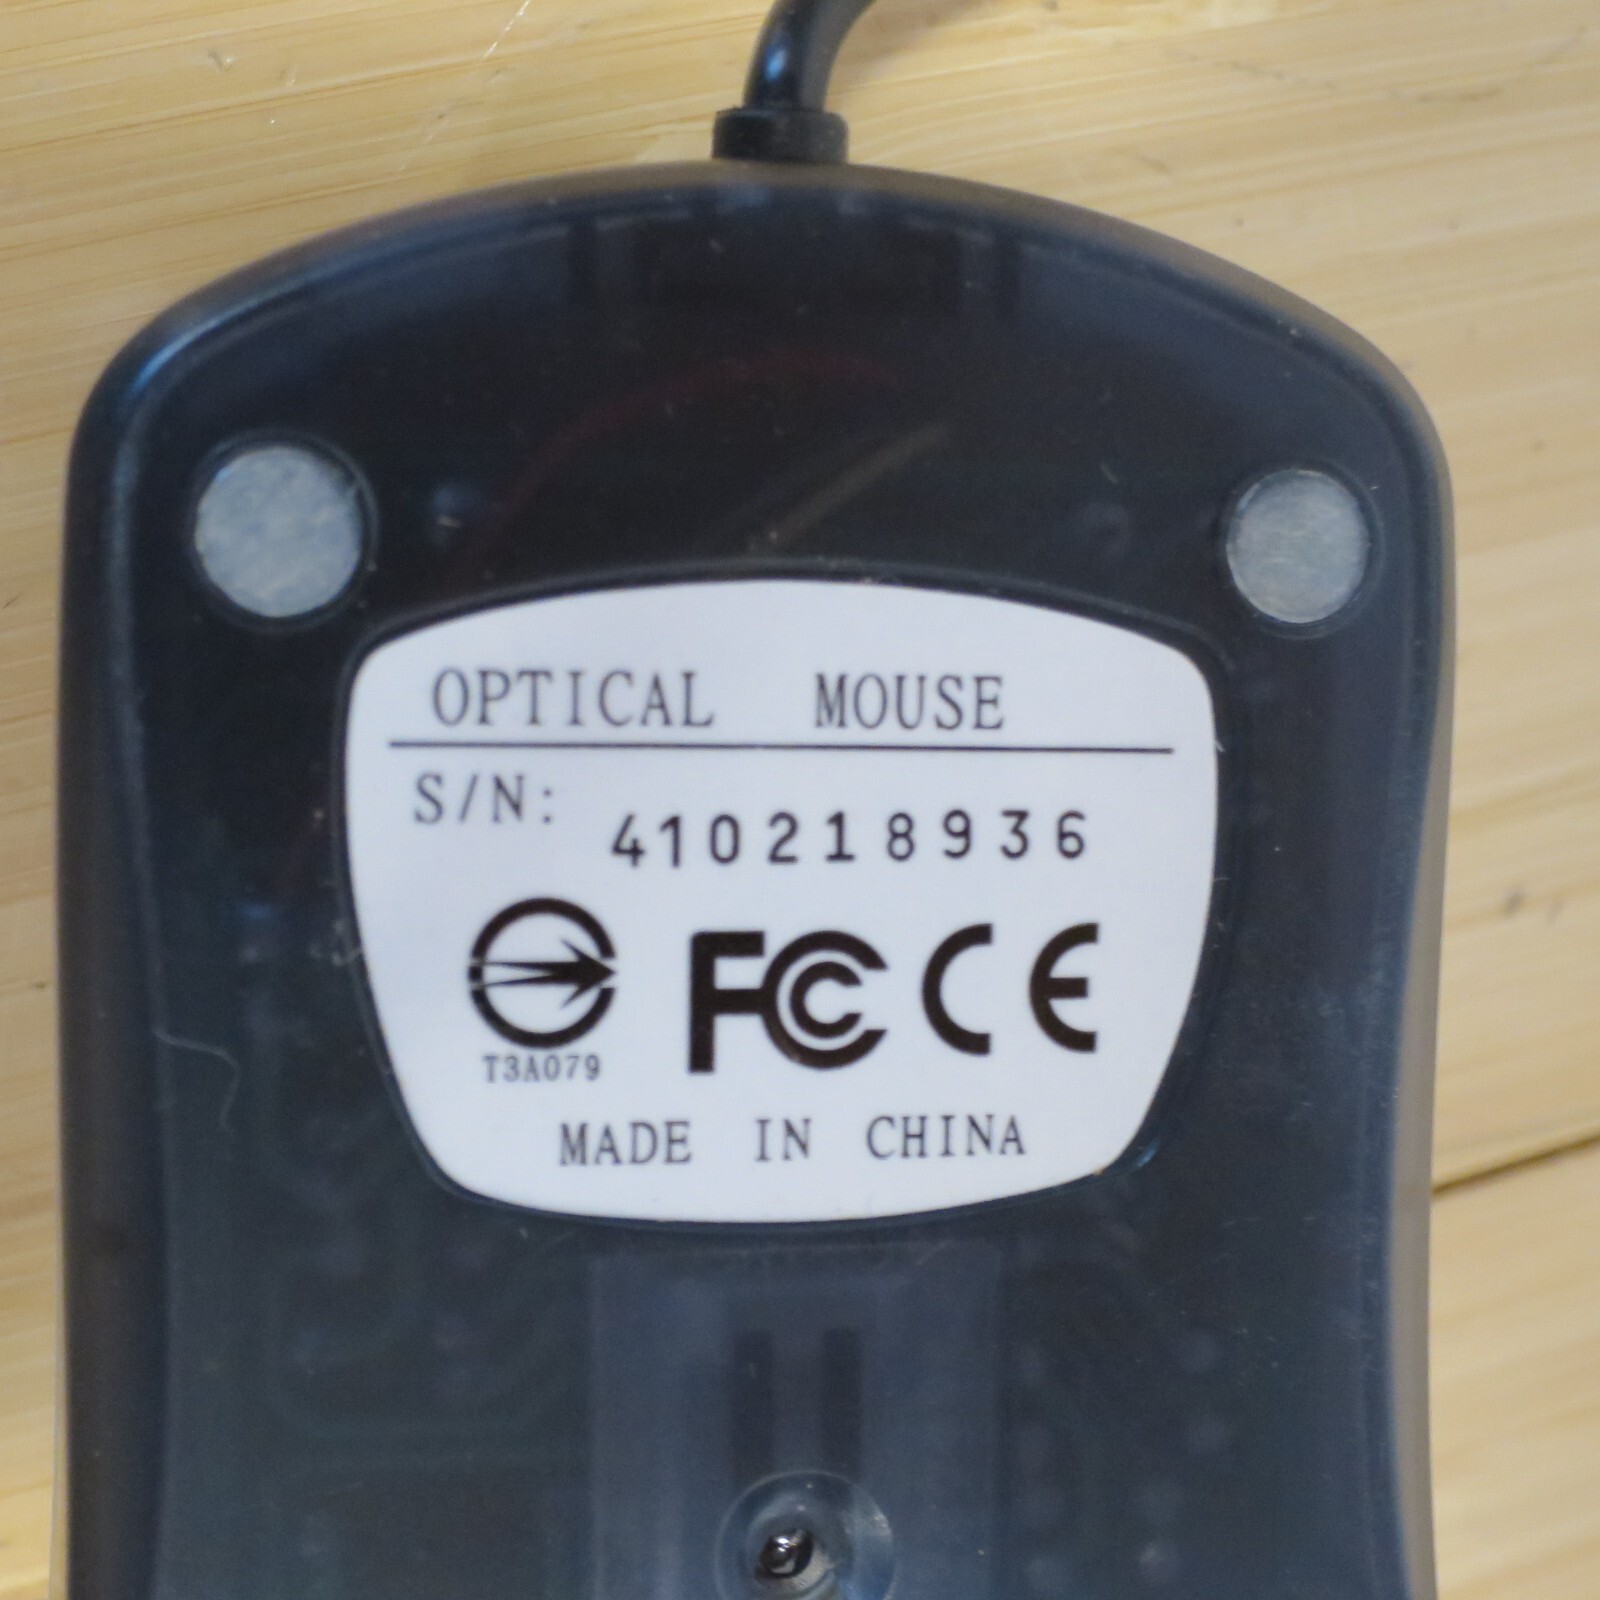 OPTICAL MOUSE
S/N: 410218936
FC CE
T3A079
MADE IN CHINA